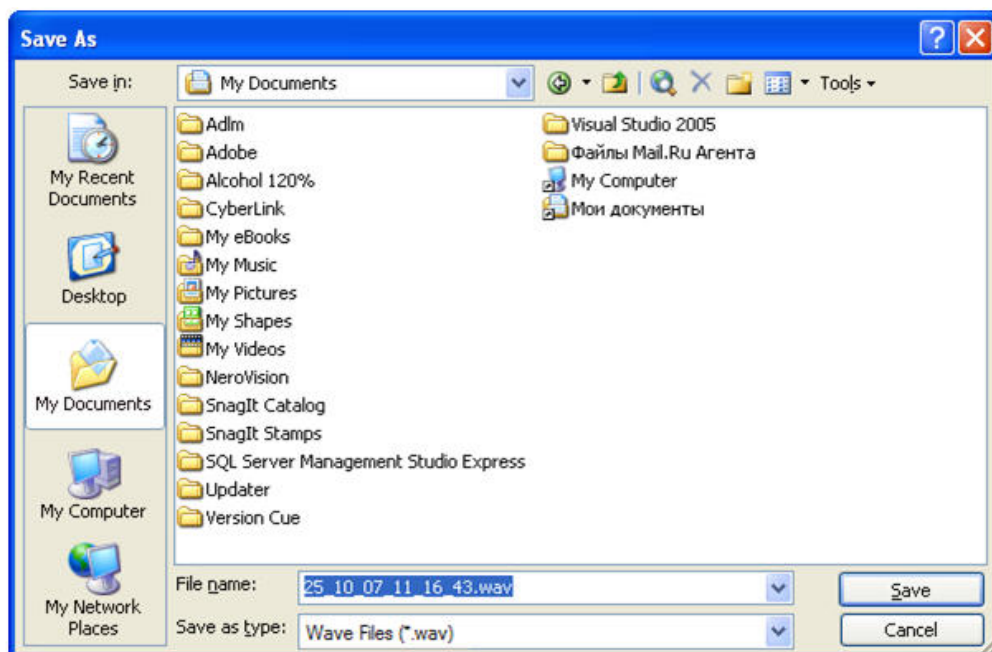 Save As
Save in:
My Documents
Tools
My Recent
Documents
Desktop
My Documents
My Computer
My Network
Places
Adlm
Adobe
Alcohol 120%
CyberLink
My eBooks
My Music
My Pictures
My Shapes
My Videos
NeroVision
SnagIt Catalog
SnagIt Stamps
SQL Server Management Studio Express
Updater
Version Cue
Visual Studio 2005
Файлы Mail.Ru Агента
My Computer
Мои документы
File name:
25_10_07_11_16_43.wav
Save
Save as type:
Wave Files (*.wav)
Cancel